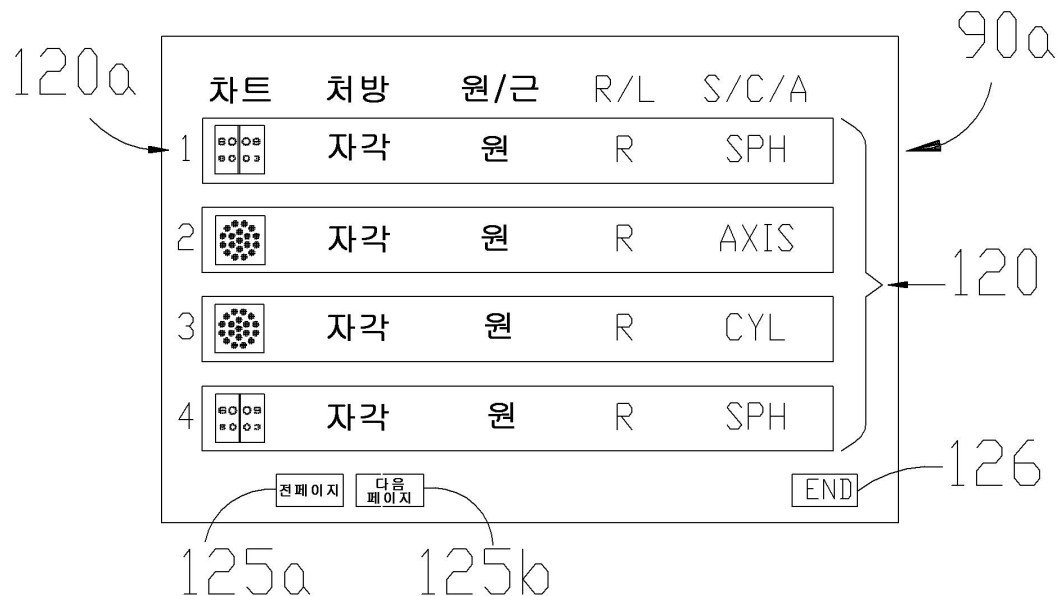 90a
120a
차트 처방 원/근 R/L S/C/A
1 자각 원 R SPH
2 자각 원 R AXIS
120
3 자각 원 R CYL
4 자각 원 R SPH
126
전페이지 다음 페이지 END
125a 125b